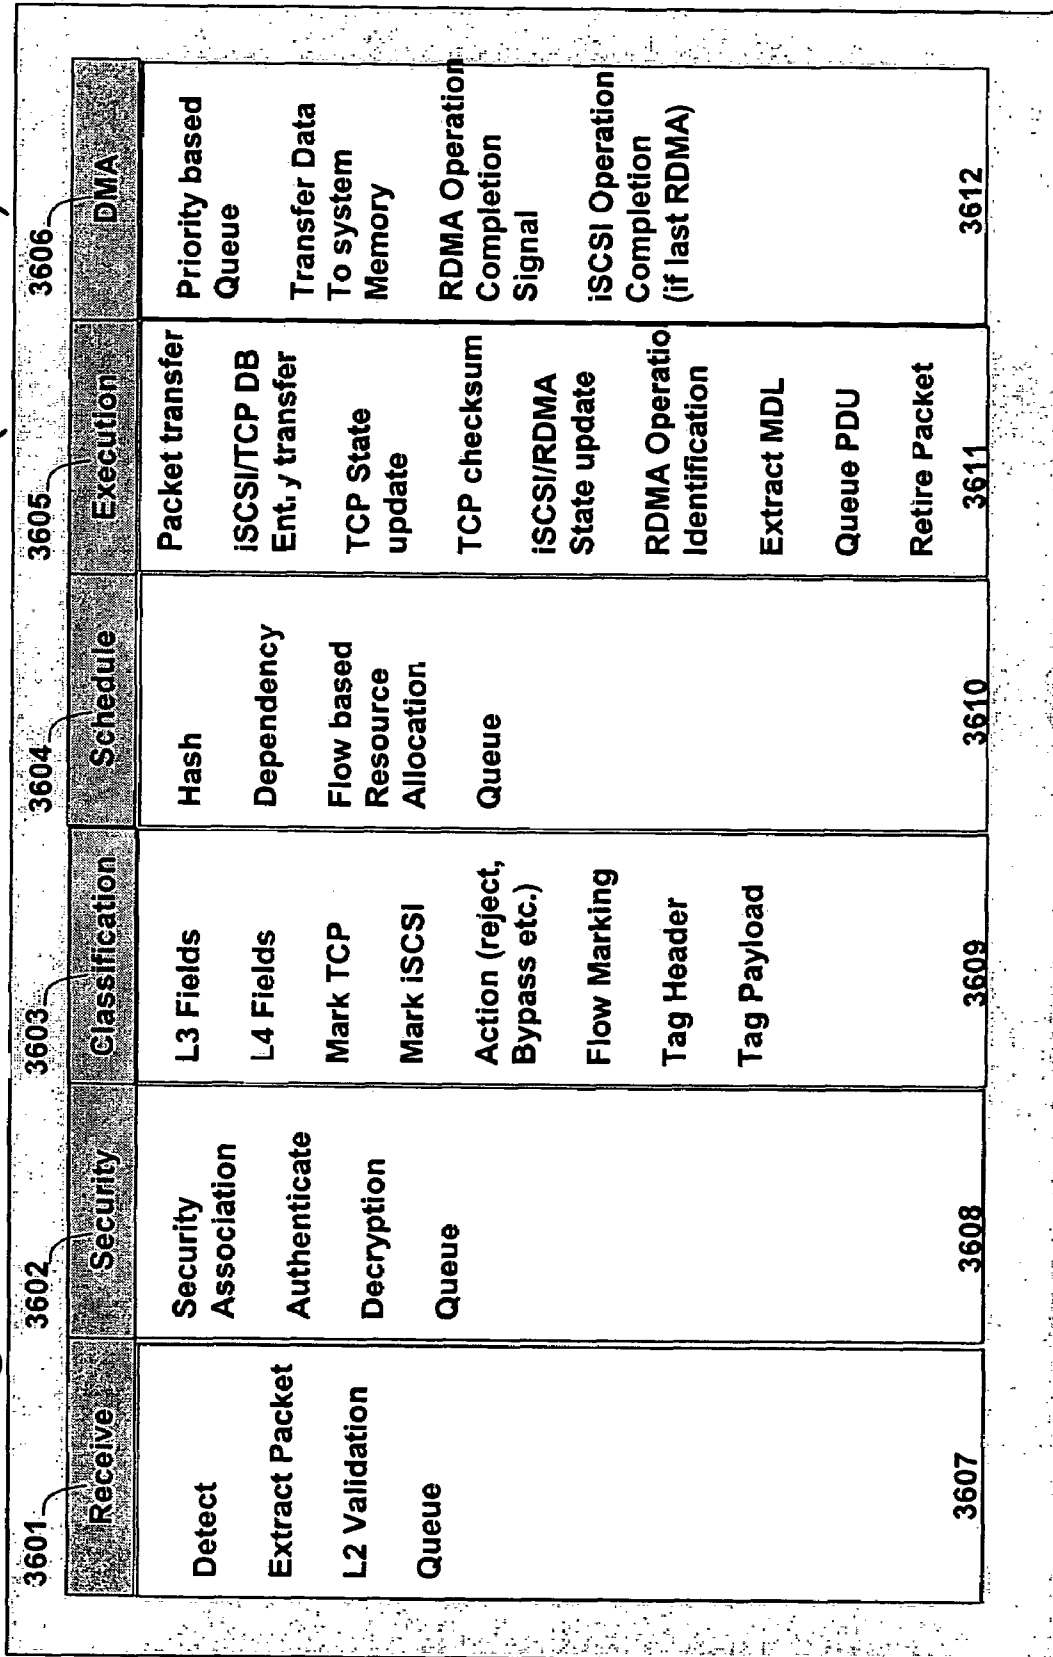 3601
3602
3603
3604
3605
3606
Receive
Security
Classification
Schedule
Execution
DMA
Detect
Extract Packet
L2 Validation
Queue
3607
Security
Association
Authenticate
Decryption
Queue
3608
L3 Fields
L4 Fields
Mark TCP
Mark iSCSI
Action (reject,
Bypass etc.)
Flow Marking
Tag Header
Tag Payload
3609
Hash
Dependency
Flow based
Resource
Allocation
Queue
3610
Packet transfer
iSCSI/TCP DB
Ent.y transfer
TCP State
update
TCP checksum
iSCSI/RDMA
State update
RDMA Operatio
Identification
Extract MDL
Queue PDU
Retire Packet
3611
Priority based
Queue
Transfer Data
To system
Memory
RDMA Operation
Completion
Signal
iSCSI Operation
Completion
(if last RDMA)
3612